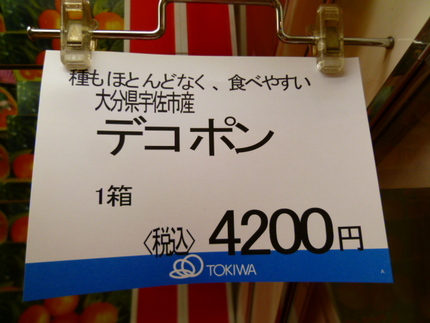 種もほとんどなく、食べやすい
大分県宇佐市産
デコポン
1箱
〈税込〉4200円
TOKIWA
A